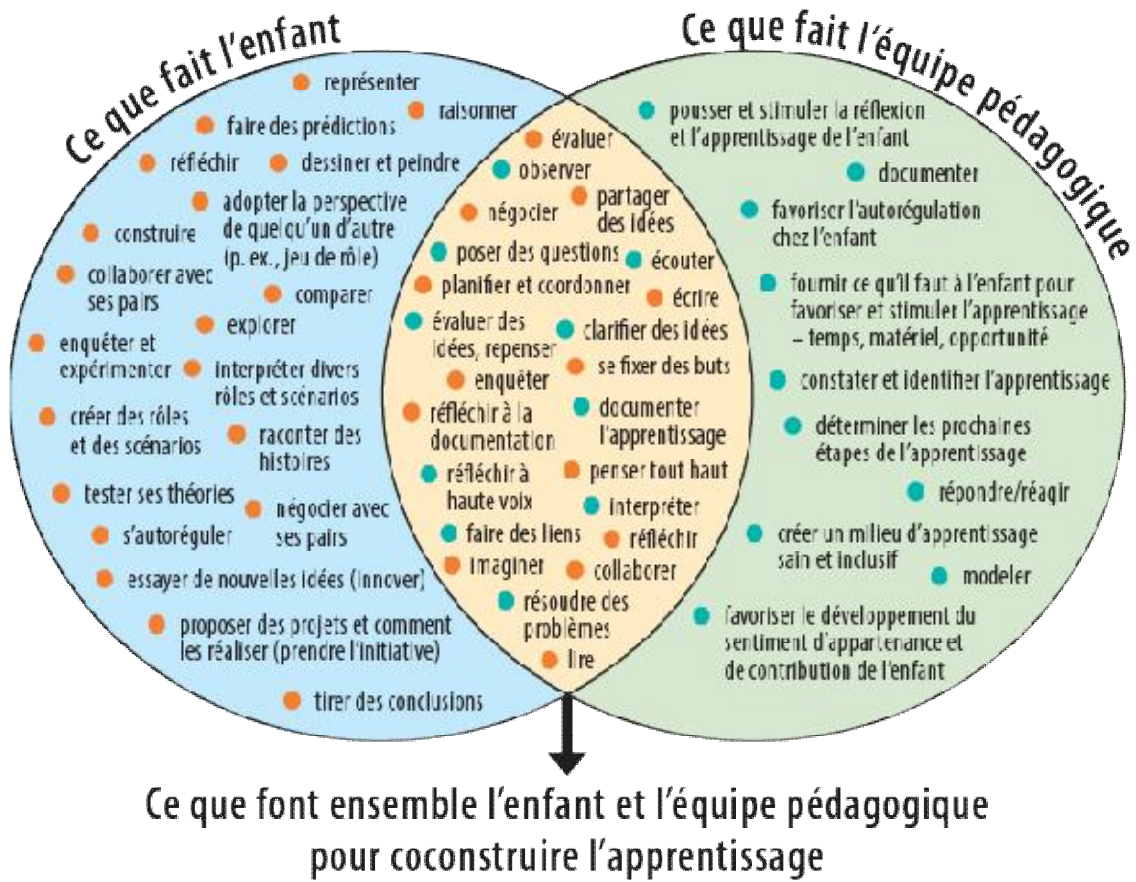 Ce que fait l'enfant
représenter
raisonner
faire des prédictions
réfléchir
dessiner et peindre
adopter la perspective
de quelqu'un d'autre
(p. ex., jeu de rôle)
construire
collaborer avec
ses pairs
comparer
explorer
enquêter et
expérimenter
interpréter divers
rôles et scénarios
créer des rôles
et des scénarios
raconter des
histoires
tester ses théories
négocier avec
ses pairs
s'autoréguler
essayer de nouvelles idées (innover)
proposer des projets et comment
les réaliser (prendre l'initiative)
tirer des conclusions
évaluer
observer
partager
des idées
négocier
poser des questions
écouter
planifier et coordonner
écrire
évaluer des
idées, repenser
clarifier des idées
se fixer des buts
enquêter
réfléchir à la
documentation
documenter
l'apprentissage
réfléchir à
haute voix
penser tout haut
interpréter
faire des liens
réfléchir
imaginer
collaborer
résoudre des
problèmes
lire
Ce que fait l'équipe pédagogique
pousser et stimuler la réflexion
et l'apprentissage de l'enfant
documenter
favoriser l'autorégulation
chez l'enfant
fournir ce qu'il faut à l'enfant pour
favoriser et stimuler l'apprentissage
– temps, matériel, opportunité
constater et identifier l'apprentissage
déterminer les prochaines
étapes de l'apprentissage
répondre/réagir
créer un milieu d'apprentissage
sain et inclusif
modeler
favoriser le développement du
sentiment d'appartenance et
de contribution de l'enfant
Ce que font ensemble l'enfant et l'équipe pédagogique
pour coconstruire l'apprentissage